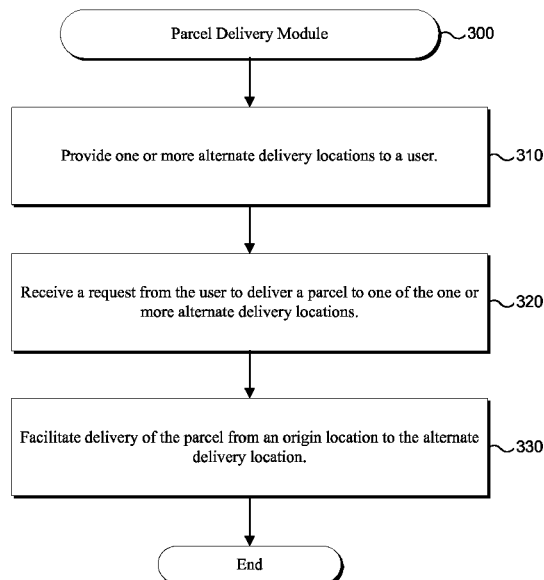 Parcel Delivery Module
300
Provide one or more alternate delivery locations to a user.
310
Receive a request from the user to deliver a parcel to one of the one or
more alternate delivery locations.
320
Facilitate delivery of the parcel from an origin location to the alternate
delivery location.
330
End